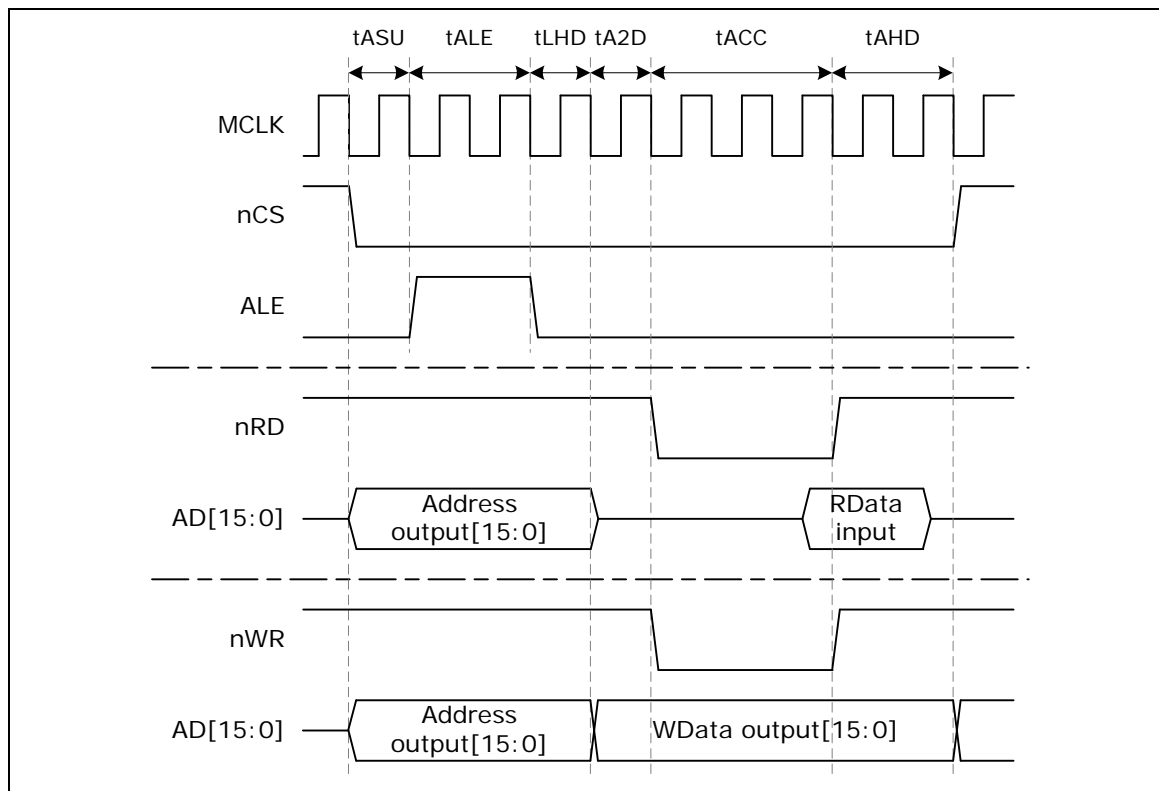 tASU tALE tLHD tA2D tACC tAHD
MCLK
nCS
ALE
nRD
AD[15:0]
Address
output[15:0]
RData
input
nWR
AD[15:0]
Address
output[15:0]
WData output[15:0]